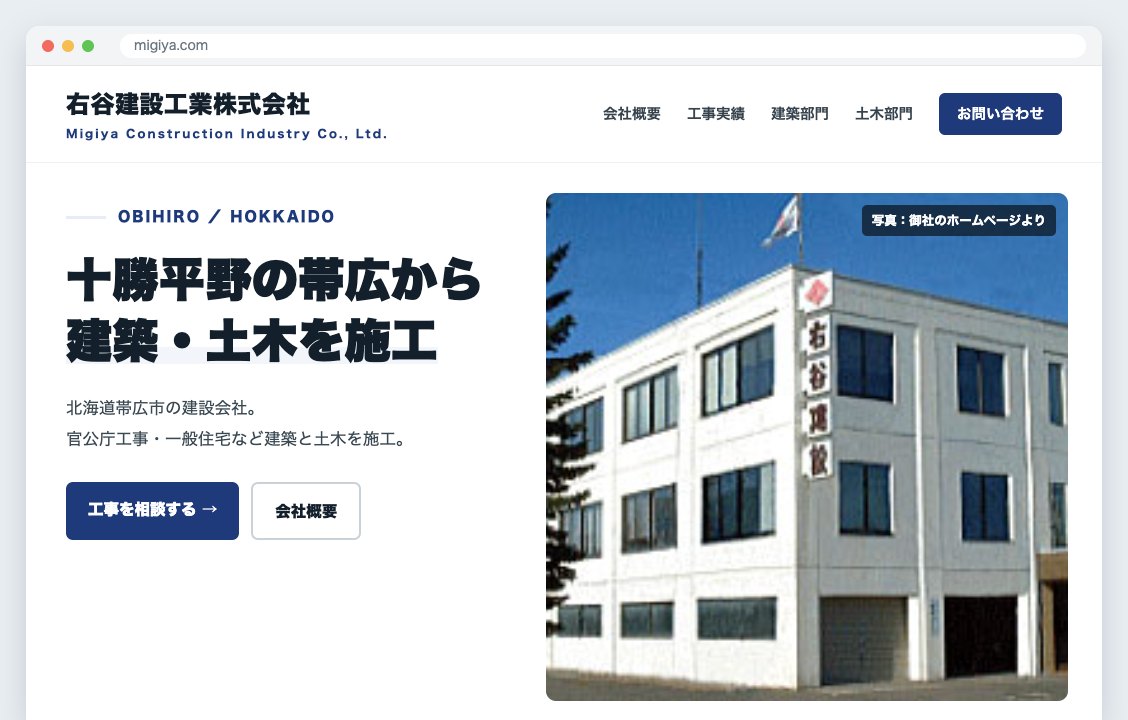 migiya.com
右谷建設工業株式会社
Migiya Construction Industry Co., Ltd.
会社概要
工事実績
建築部門
土木部門
お問い合わせ
OBIHIRO / HOKKAIDO
十勝平野の帯広から
建築・土木を施工
北海道帯広市の建設会社。
官公庁工事・一般住宅など建築と土木を施工。
工事を相談する →
会社概要
写真:御社のホームページより
右谷建設